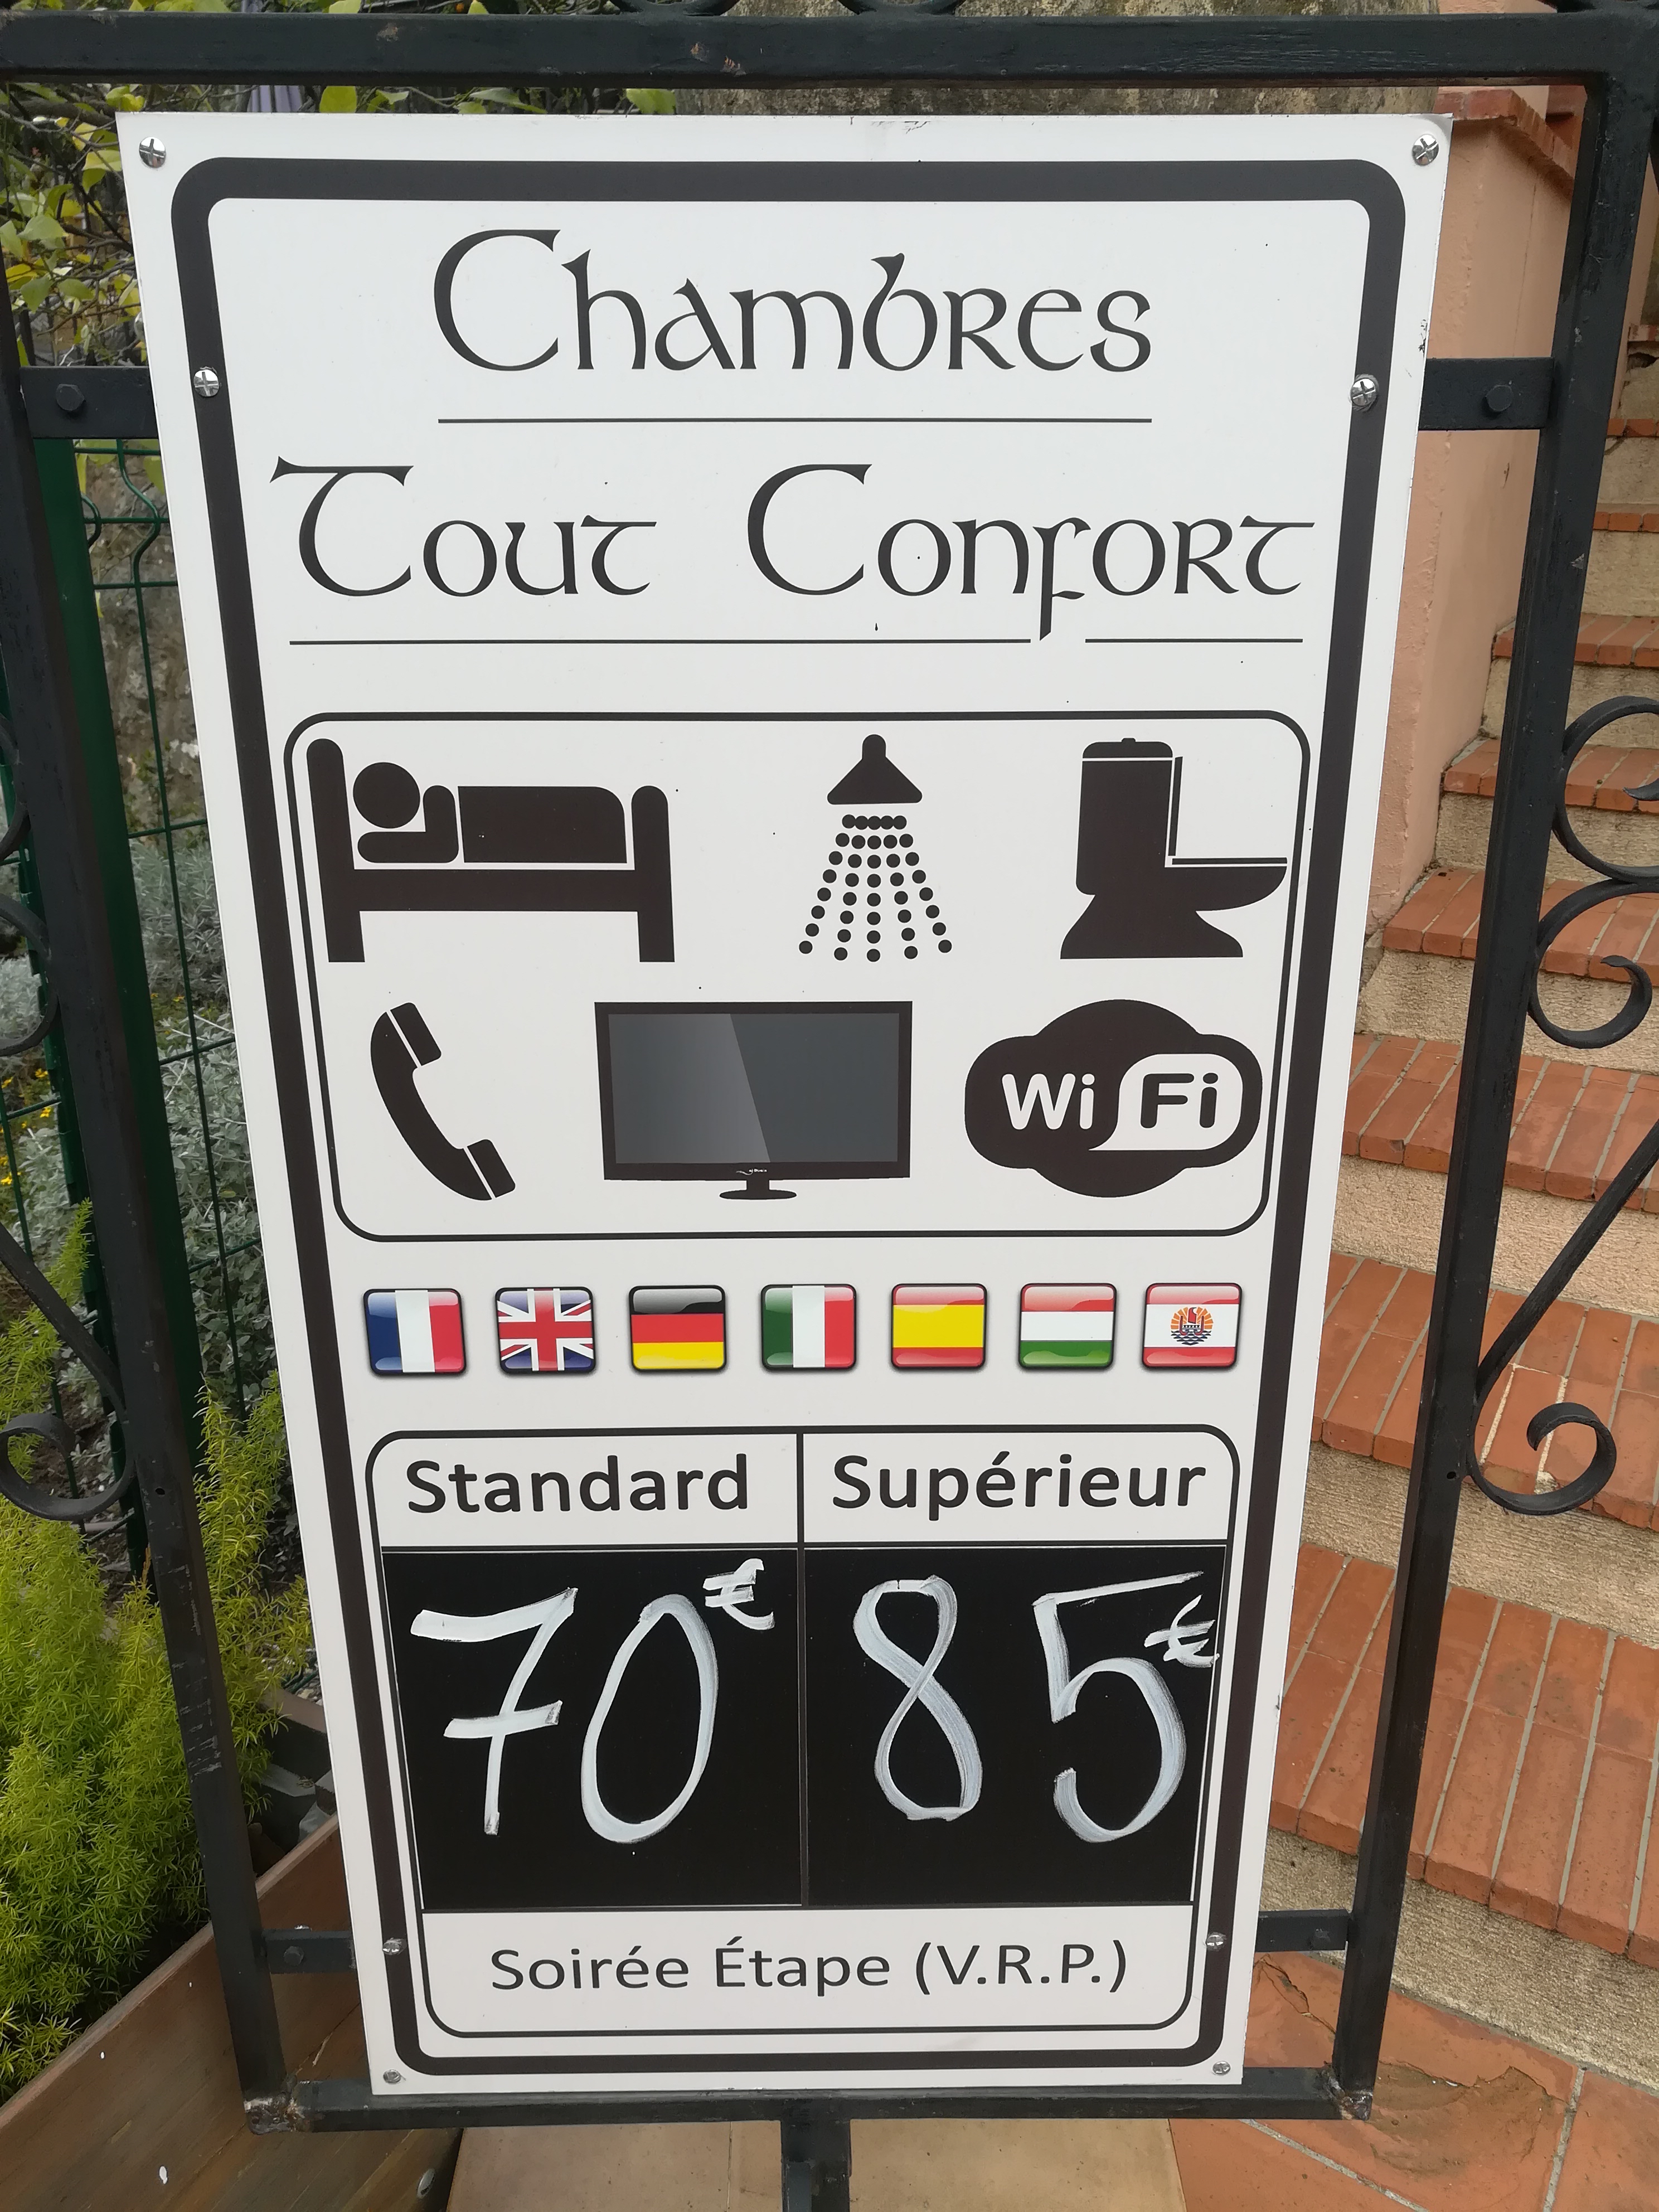 Chambres
Tout Confort
Wi Fi
Standard Supérieur
70€ 85€
Soirée Étape (V.R.P.)